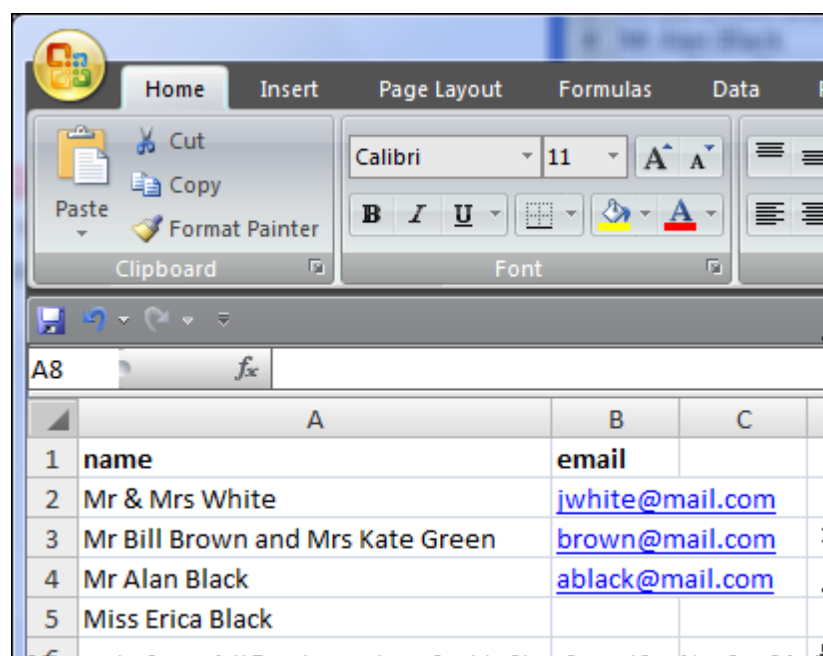 Home Insert Page Layout Formulas Data
Cut
Copy
Paste
Format Painter
Clipboard
Calibri 11 A A
B I U A
Font
A8 fx
A B C
1 name email
2 Mr & Mrs White jwhite@mail.com
3 Mr Bill Brown and Mrs Kate Green brown@mail.com
4 Mr Alan Black ablack@mail.com
5 Miss Erica Black